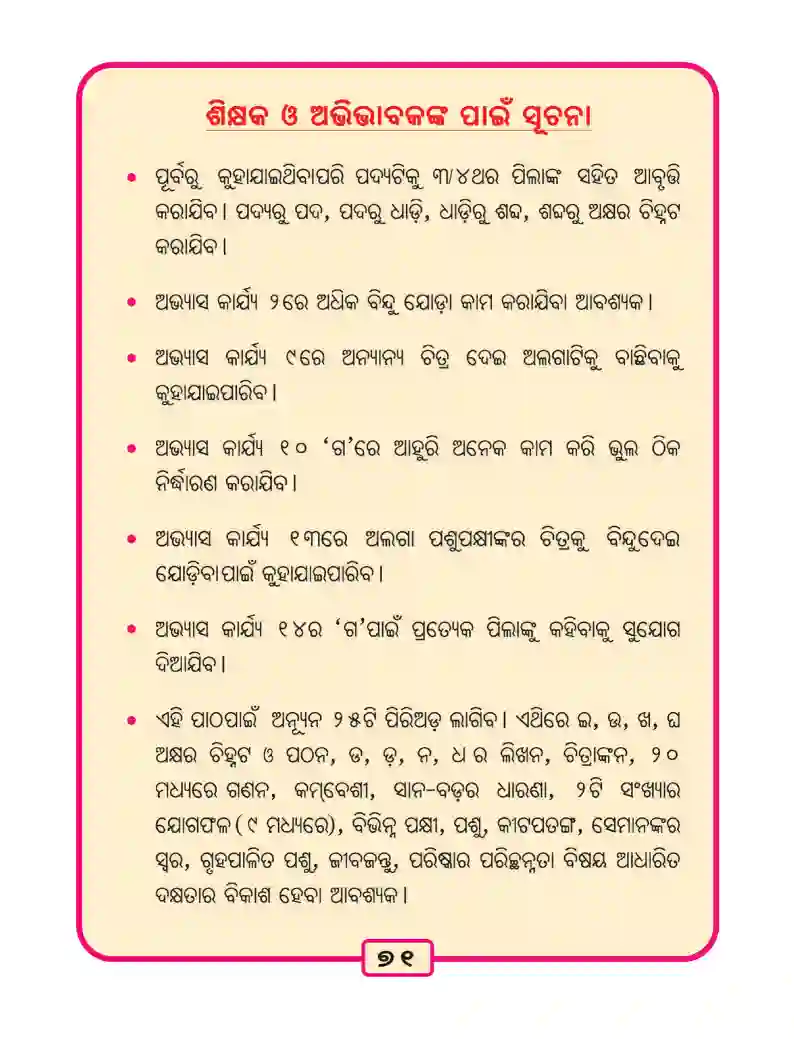 ଶିକ୍ଷକ ଓ ଅଭିଭାବକଙ୍କ ପାଇଁ ସୂଚନା
• ପୂର୍ବରୁ କୁହାଯାଇଥିବାପରି ପଦ୍ୟଟିକୁ ୩/୪ଥର ପିଲାଙ୍କ ସହିତ ଆବୃତ୍ତି
କରାଯିବ। ପଦ୍ୟରୁ ପଦ, ପଦରୁ ଧାଡ଼ି, ଧାଡ଼ିରୁ ଶବ୍ଦ, ଶବ୍ଦରୁ ଅକ୍ଷର ଚିହ୍ନଟ
କରାଯିବ।
• ଅଭ୍ୟାସ କାର୍ଯ୍ୟ ୨ରେ ଅଧିକ ବିନ୍ଦୁ ଯୋଡ଼ା କାମ କରାଯିବା ଆବଶ୍ୟକ।
• ଅଭ୍ୟାସ କାର୍ଯ୍ୟ ୯ରେ ଅନ୍ୟାନ୍ୟ ଚିତ୍ର ଦେଇ ଅଲଗାଟିକୁ ବାଛିବାକୁ
କୁହାଯାଇପାରିବ।
• ଅଭ୍ୟାସ କାର୍ଯ୍ୟ ୧୦ ‘ଗ’ରେ ଆହୁରି ଅନେକ କାମ କରି ଭୁଲ ଠିକ
ନିର୍ଦ୍ଧାରଣ କରାଯିବ।
• ଅଭ୍ୟାସ କାର୍ଯ୍ୟ ୧୩ରେ ଅଲଗା ପଶୁପକ୍ଷୀଙ୍କର ଚିତ୍ରକୁ ବିନ୍ଦୁଦେଇ
ଯୋଡ଼ିବାପାଇଁ କୁହାଯାଇପାରିବ।
• ଅଭ୍ୟାସ କାର୍ଯ୍ୟ ୧୪ର ‘ଗ’ପାଇଁ ପ୍ରତ୍ୟେକ ପିଲାଙ୍କୁ କହିବାକୁ ସୁଯୋଗ
ଦିଆଯିବ।
• ଏହି ପାଠପାଇଁ ଅନ୍ୟୂନ ୨୫ଟି ପିରିଅଡ଼ ଲାଗିବ। ଏଥିରେ ଇ, ଉ, ଖ, ଘ
ଅକ୍ଷର ଚିହ୍ନଟ ଓ ପଠନ, ଡ, ଡ଼, ନ, ଧ ର ଲିଖନ, ଚିତ୍ରାଙ୍କନ, ୨୦
ମଧ୍ୟରେ ଗଣନ, କମ୍‌ବେଶୀ, ସାନ-ବଡ଼ର ଧାରଣା, ୨ଟି ସଂଖ୍ୟାର
ଯୋଗଫଳ(୯ ମଧ୍ୟରେ), ବିଭିନ୍ନ ପକ୍ଷୀ, ପଶୁ, କୀଟପତଙ୍ଗ, ସେମାନଙ୍କର
ସ୍ୱର, ଗୃହପାଳିତ ପଶୁ, ଜୀବଜନ୍ତୁ, ପରିଷ୍କାର ପରିଚ୍ଛନ୍ନତା ବିଷୟ ଆଧାରିତ
ଦକ୍ଷତାର ବିକାଶ ହେବା ଆବଶ୍ୟକ।
୭୧